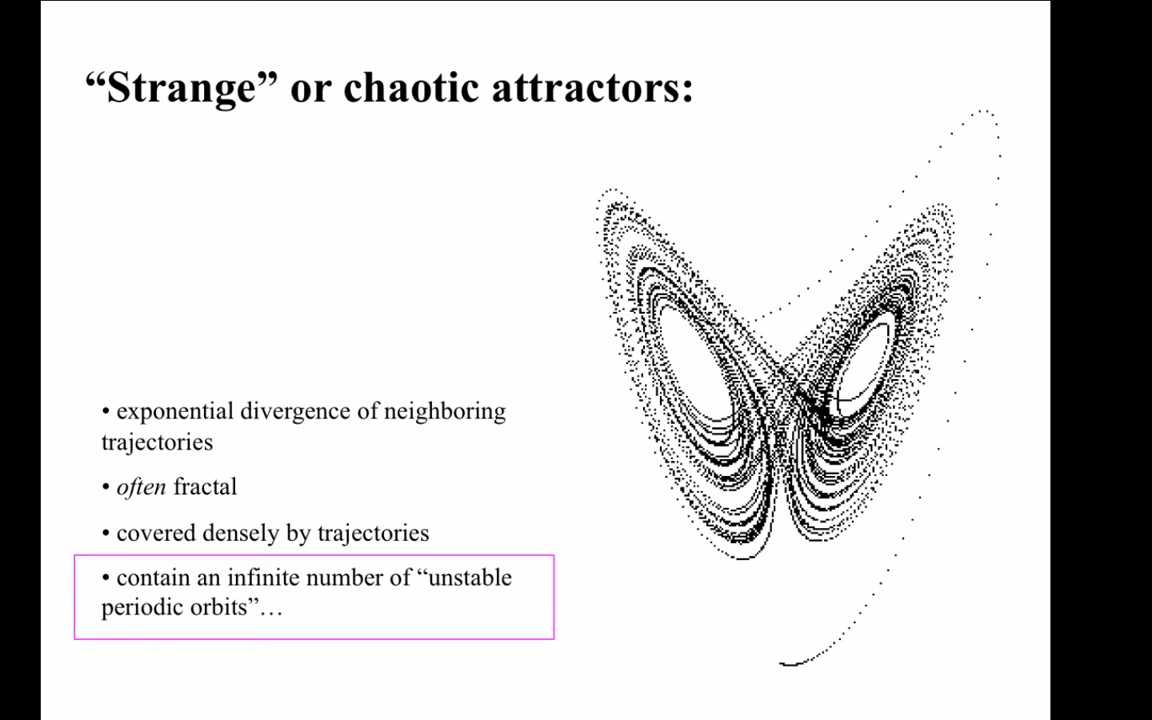 “Strange” or chaotic attractors:
• exponential divergence of neighboring
trajectories
• often fractal
• covered densely by trajectories
• contain an infinite number of “unstable
periodic orbits”…